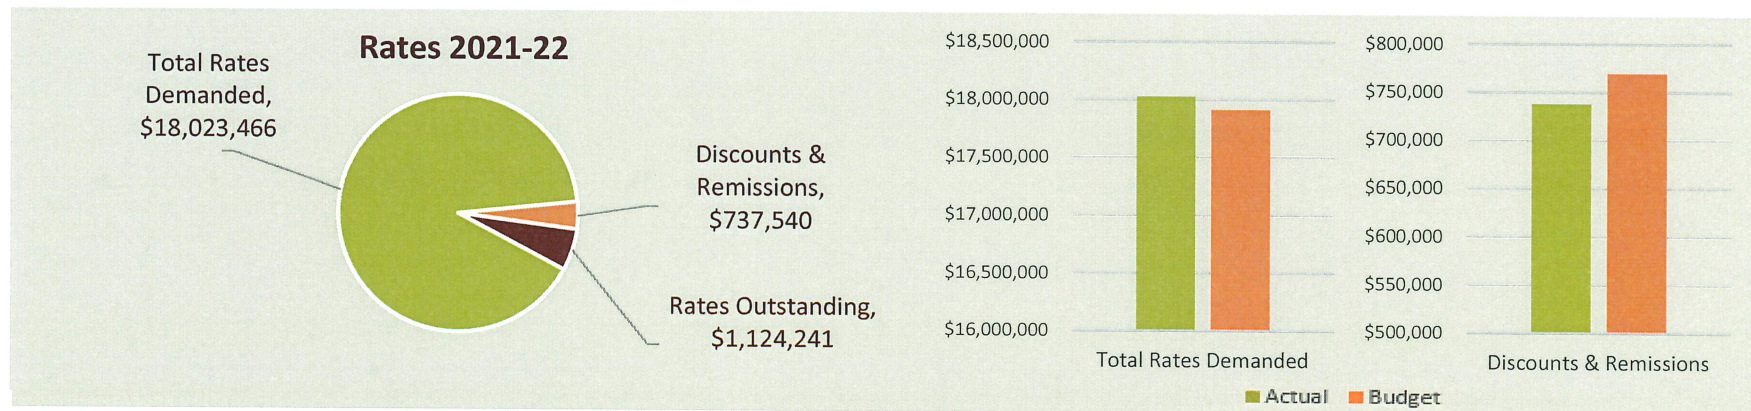 Rates 2021-22
Total Rates
Demanded,
$18,023,466
Discounts &
Remissions,
$737,540
Rates Outstanding,
$1,124,241
$18,500,000
$18,000,000
$17,500,000
$17,000,000
$16,500,000
$16,000,000
Total Rates Demanded
$800,000
$750,000
$700,000
$650,000
$600,000
$550,000
$500,000
Discounts & Remissions
Actual
Budget